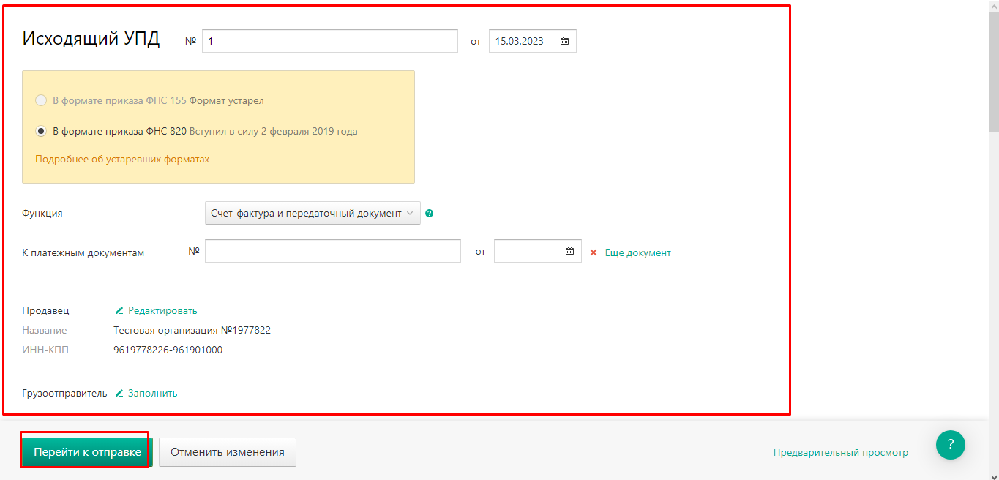 Исходящий УПД № 1 от 15.03.2023
В формате приказа ФНС 155 Формат устарел
В формате приказа ФНС 820 Вступил в силу 2 февраля 2019 года
Подробнее об устаревших форматах
Функция Счет-фактура и передаточный документ ?
К платежным документам № от Еще документ
Продавец Редактировать
Название Тестовая организация №1977822
ИНН-КПП 9619778226-961901000
Грузоотправитель Заполнить
Перейти к отправке Отменить изменения Предварительный просмотр ?